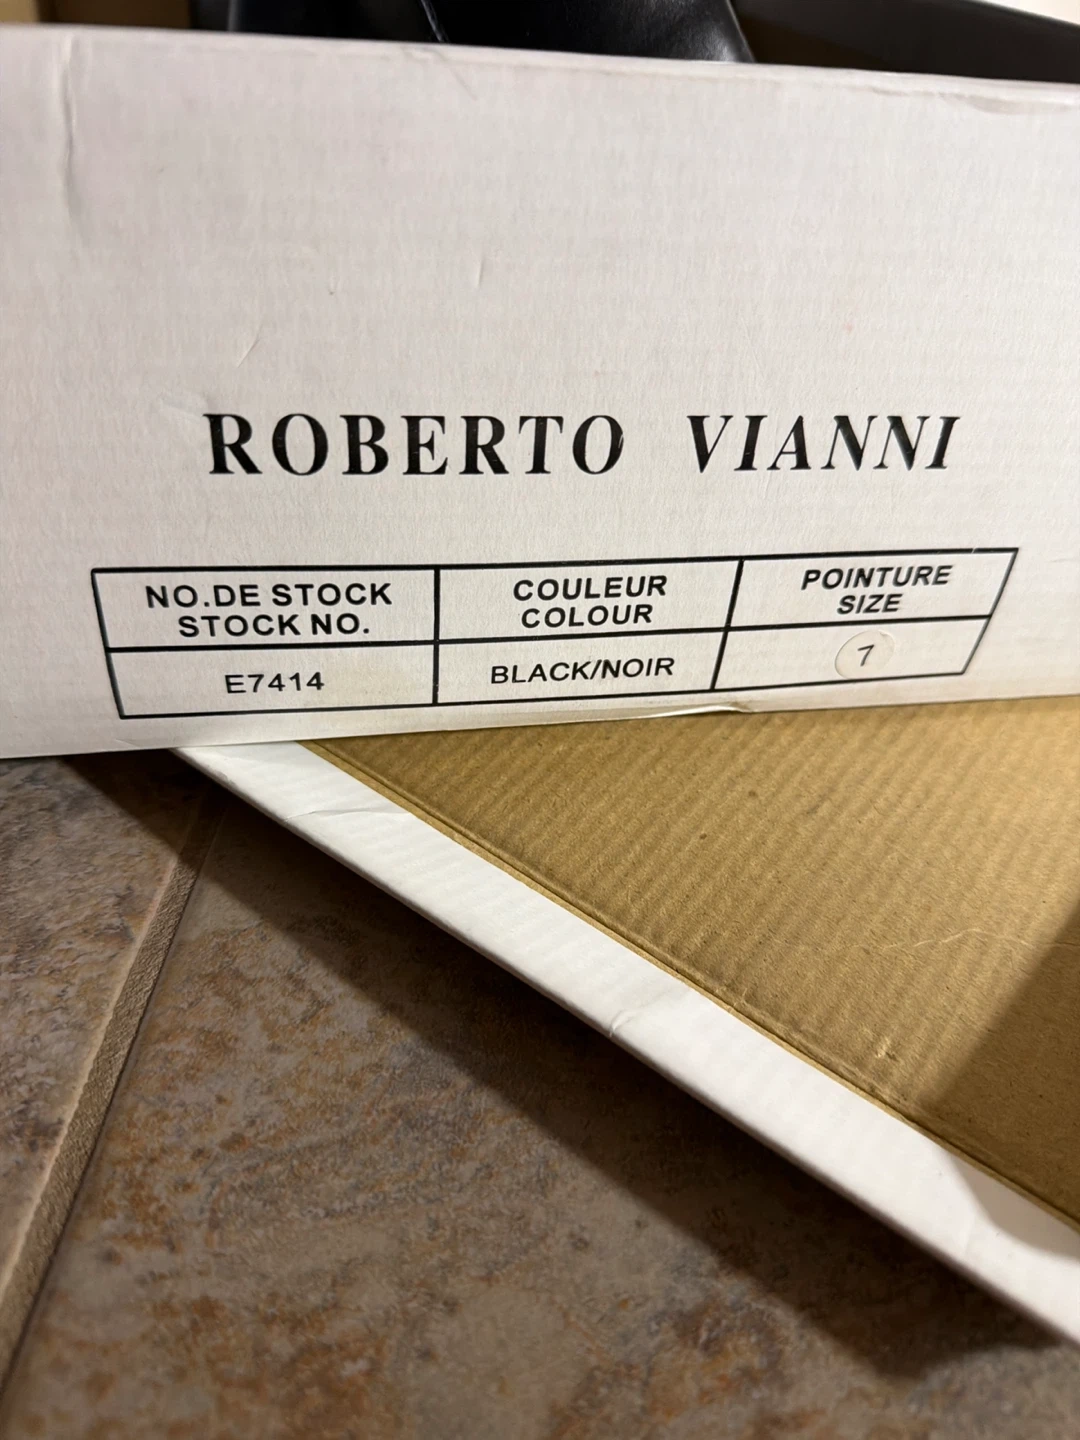 ROBERTO VIANNI
NO.DE STOCK
STOCK NO.
COULEUR
COLOUR
POINTURE
SIZE
E7414
BLACK/NOIR
7